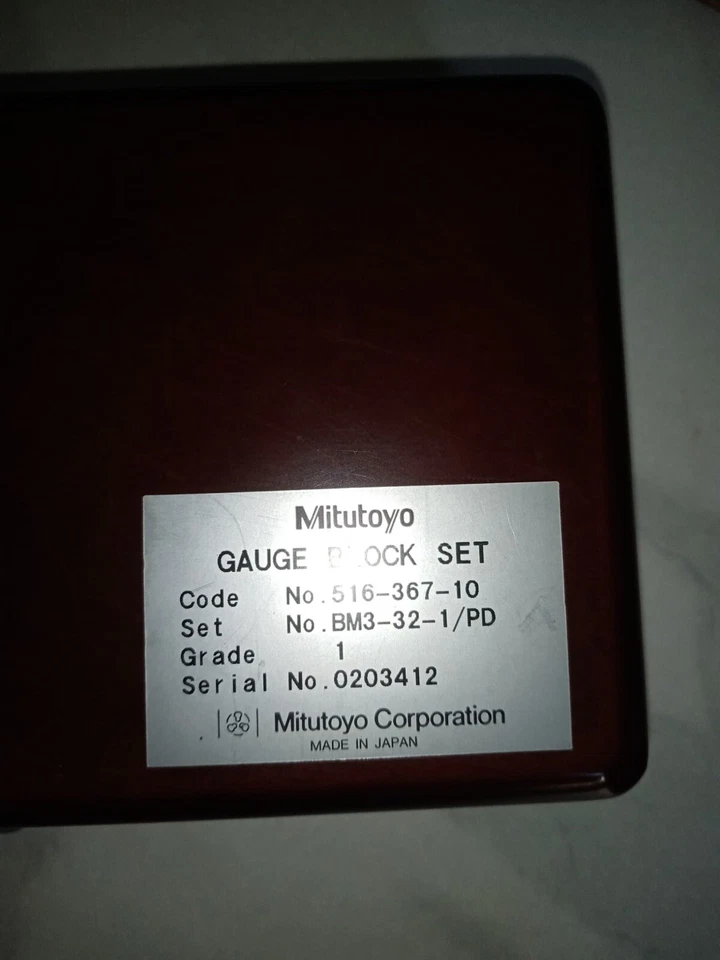 Mitutoyo
GAUGE BLOCK SET
Code No.516-367-10
Set No.BM3-32-1/PD
Grade 1
Serial No.0203412
Mitutoyo Corporation
MADE IN JAPAN